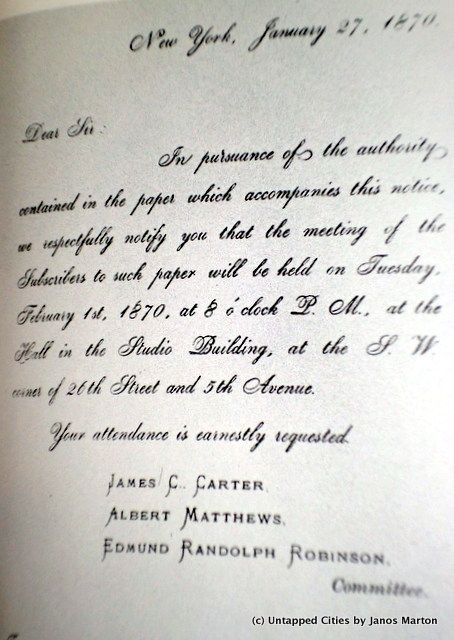 New York, January 27, 1870.
Dear Sir:
In pursuance of the authority
contained in the paper which accompanies this notice,
we respectfully notify you that the meeting of the
Subscribers to such paper will be held on Tuesday,
February 1st, 1870, at 8 o'clock P. M., at the
Hall in the Studio Building, at the S. W.
corner of 26th Street and 5th Avenue.
Your attendance is earnestly requested.
JAMES C. CARTER,
ALBERT MATTHEWS,
EDMUND RANDOLPH ROBINSON,
Committee.
(c) Untapped Cities by Janos Marton